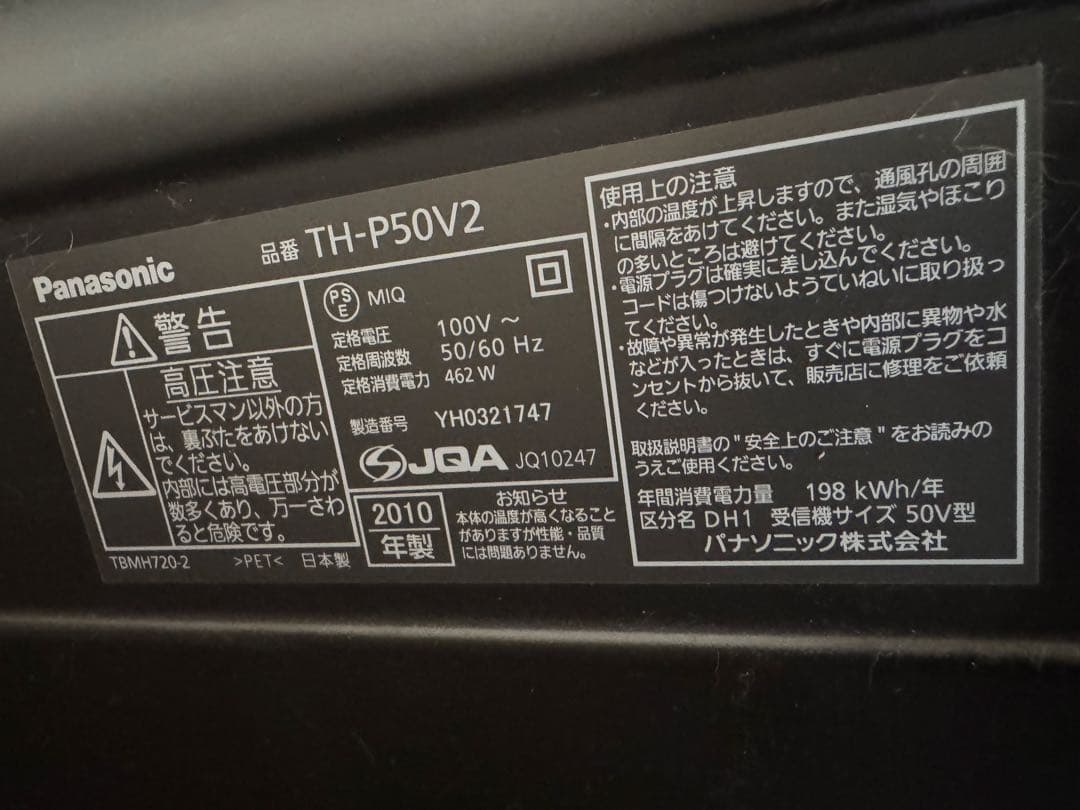 Panasonic
品番 TH-P50V2
警告
高圧注意
サービスマン以外の方
は、裏ぶたをあけない
でください。
内部には高電圧部分が
数多くあり、万一さわ
ると危険です。
TBMH720-2 >PET< 日本製
PS
E
MIQ
定格電圧 100V ~
定格周波数 50/60 Hz
定格消費電力 462 W
製造番号 YH0321747
JQA JQ10247
2010
年製
お知らせ
本体の温度が高くなること
がありますが性能・品質
には問題ありません。
使用上の注意
・内部の温度が上昇しますので、通風孔の周囲
に間隔をあけてください。また湿気やほこり
の多いところは避けてください。
・電源プラグは確実に差し込んでください。
コードは傷つけないようていねいに取り扱っ
てください。
・故障や異常が発生したときや内部に異物や水
などが入ったときは、すぐに電源プラグをコ
ンセントから抜いて、販売店に修理をご依頼
ください。
取扱説明書の"安全上のご注意"をお読みの
うえご使用ください。
年間消費電力量 198 kWh/年
区分名 DH1 受信機サイズ 50V型
パナソニック株式会社